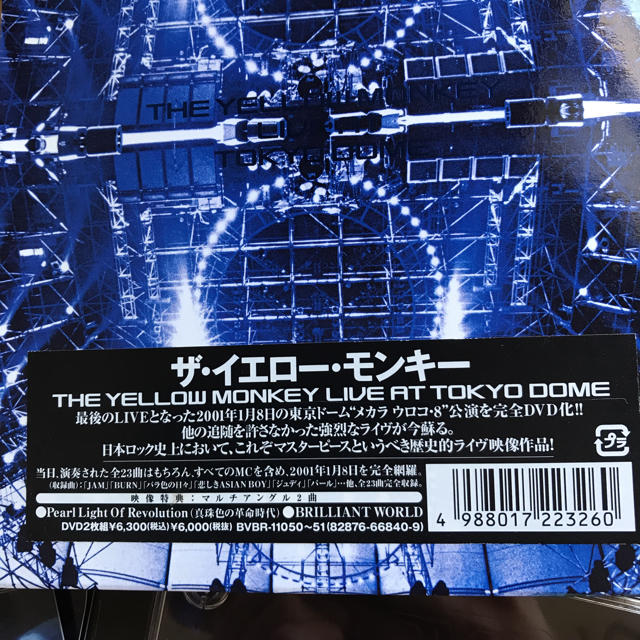 THE YELLOW MONKEY
LIVE AT
TOKYO DOME
ザ・イエロー・モンキー
THE YELLOW MONKEY LIVE AT TOKYO DOME
最後のLIVEとなった2001年1月8日の東京ドーム"メカラ ウロコ・8"公演を完全DVD化!!
他の追随を許さなかった強烈なライヴが今蘇る。
日本ロック史上において、これぞマスターピースというべき歴史的ライヴ映像作品!
プラ
当日、演奏された全23曲はもちろん、すべてのMCを含め、2001年1月8日を完全網羅。
(収録曲):「JAM」「BURN」「バラ色の日々」「悲しきASIAN BOY」「ジュディ」「パール」…他、全23曲完全収録。
映像特典:マルチアングル2曲
●Pearl Light Of Revolution (真珠色の革命時代) ●BRILLIANT WORLD
DVD2枚組 ¥6,300(税込) ¥6,000(税抜) BVBR-11050~51 (82876-66840-9)
4 988017 223260